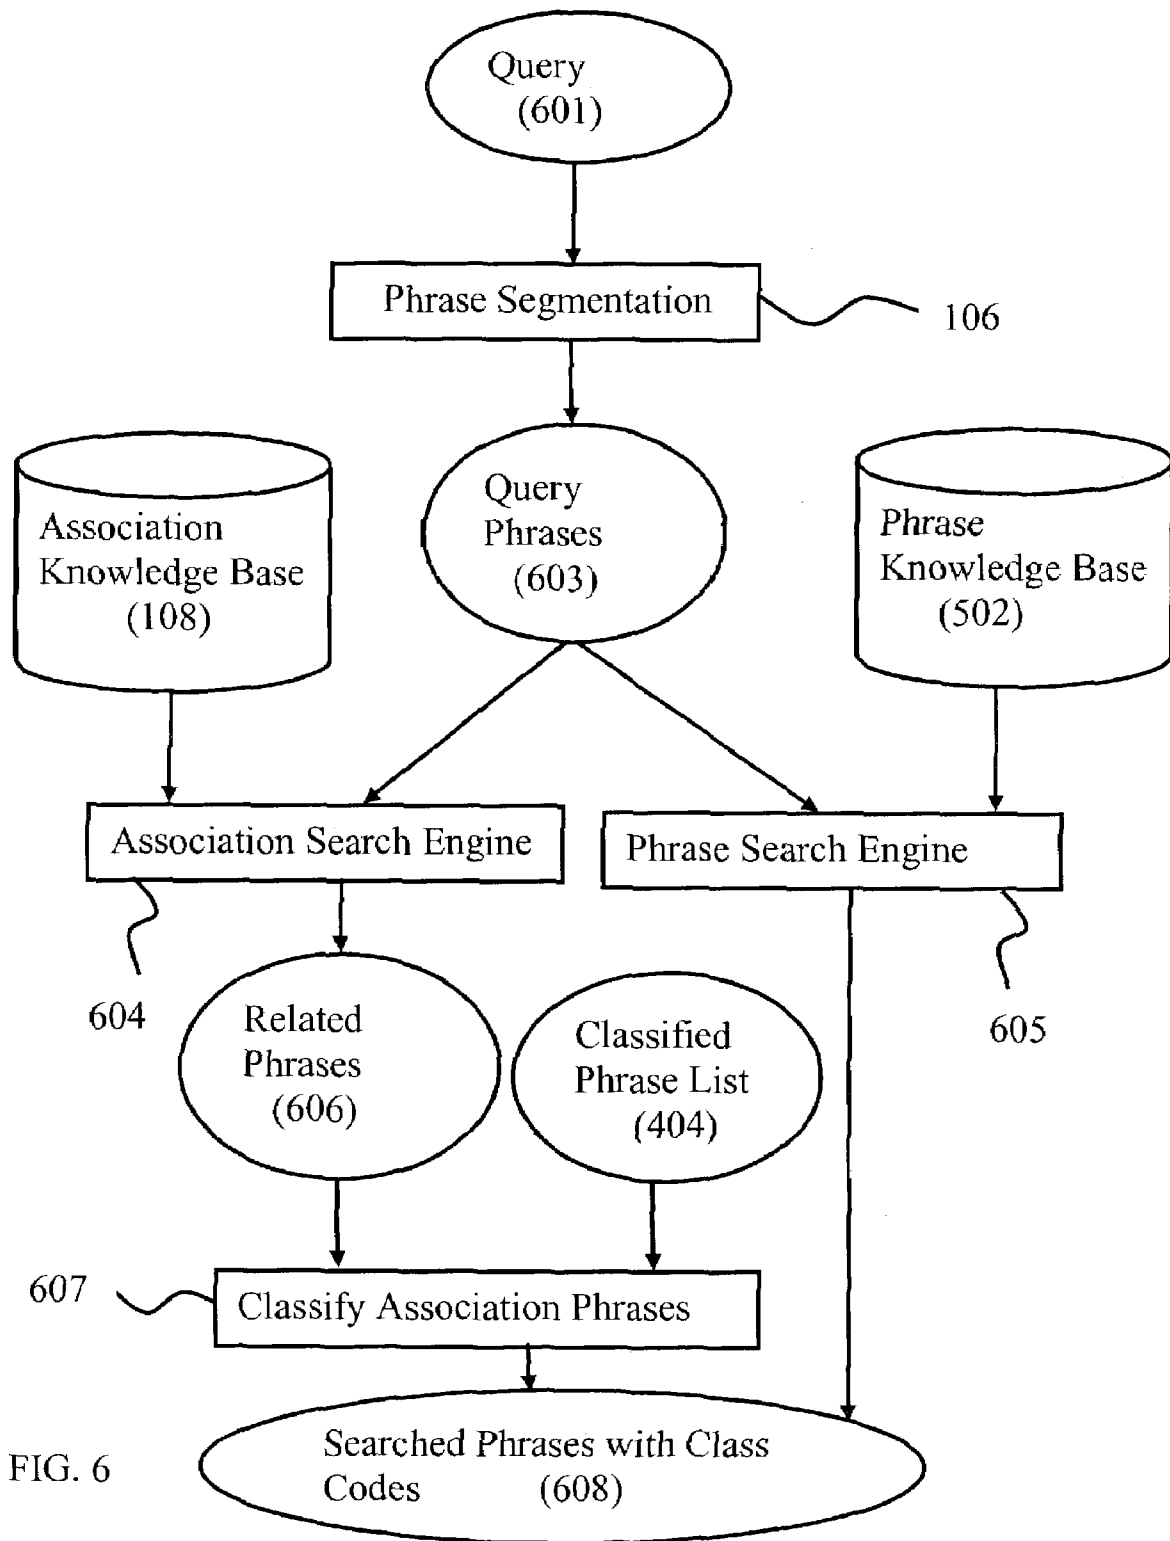 Query
(601)
Phrase Segmentation
106
Association
Knowledge Base
(108)
Query
Phrases
(603)
Phrase
Knowledge Base
(502)
Association Search Engine
Phrase Search Engine
604
605
Related
Phrases
(606)
Classified
Phrase List
(404)
607
Classify Association Phrases
Searched Phrases with Class
Codes (608)
FIG. 6